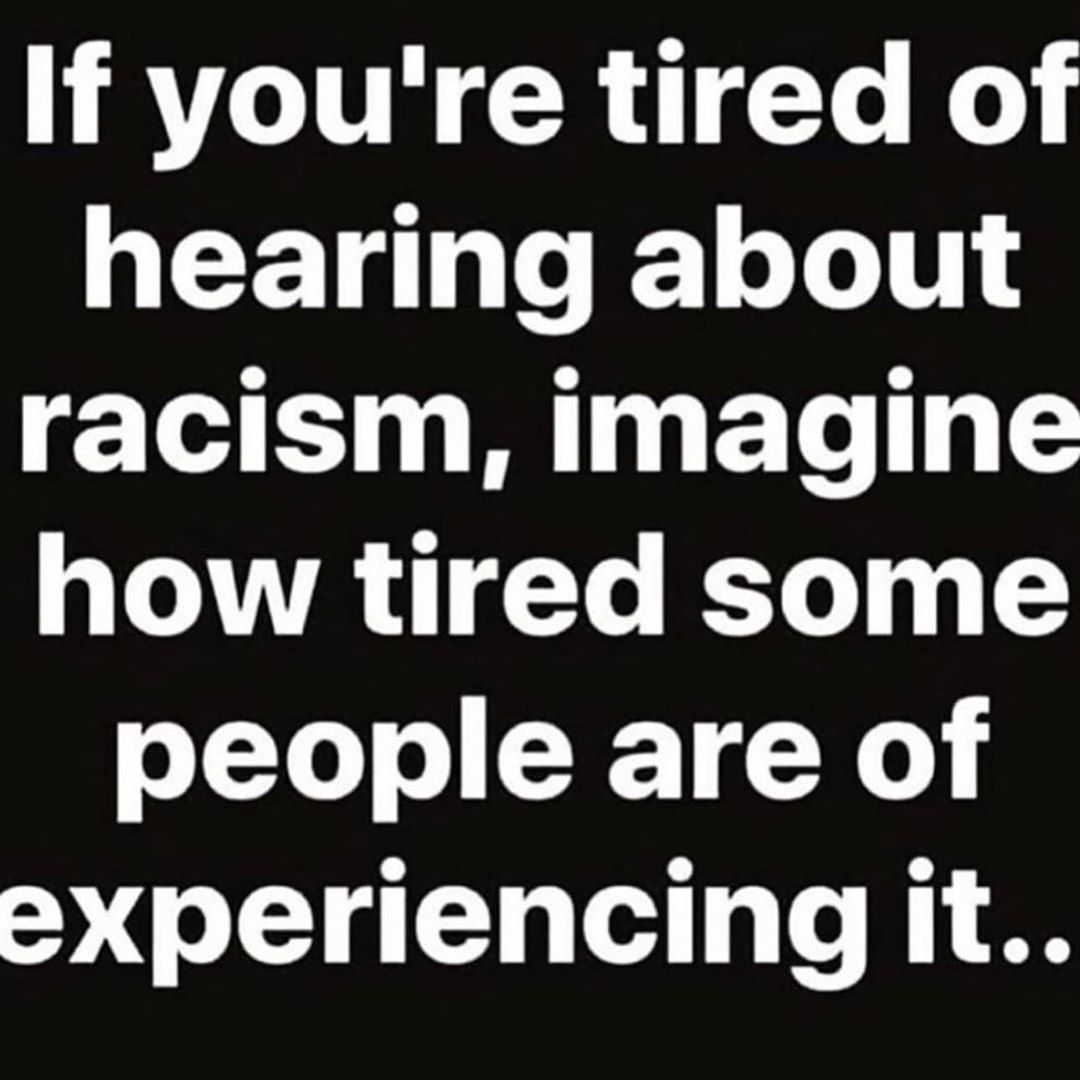 If you're tired of
hearing about
racism, imagine
how tired some
people are of
experiencing it..